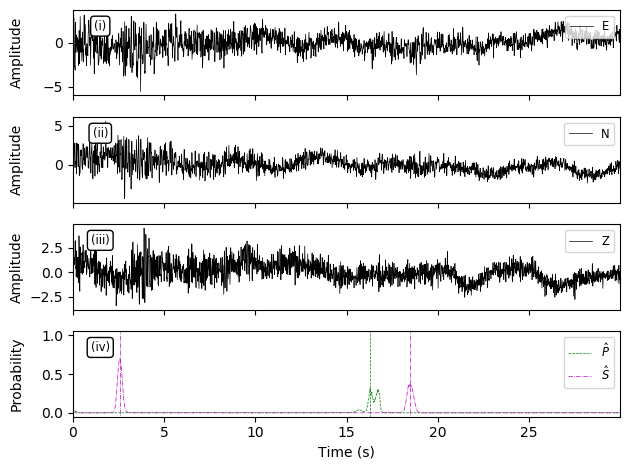 (i)
E
Amplitude
0
−5
(ii)
N
Amplitude
5
0
(iii)
Z
Amplitude
2.5
0.0
−2.5
(iv)
P̂
Ŝ
Probability
1.0
0.5
0.0
0 5 10 15 20 25
Time (s)